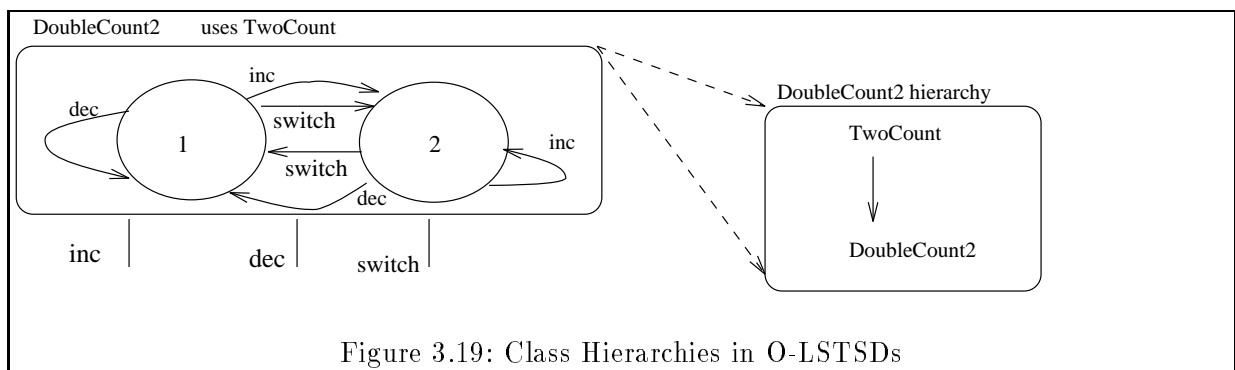 DoubleCount2 uses TwoCount
inc
dec
switch
1
2
inc
switch
dec
inc
dec
switch
DoubleCount2 hierarchy
TwoCount
DoubleCount2
Figure 3.19: Class Hierarchies in O-LSTSDs